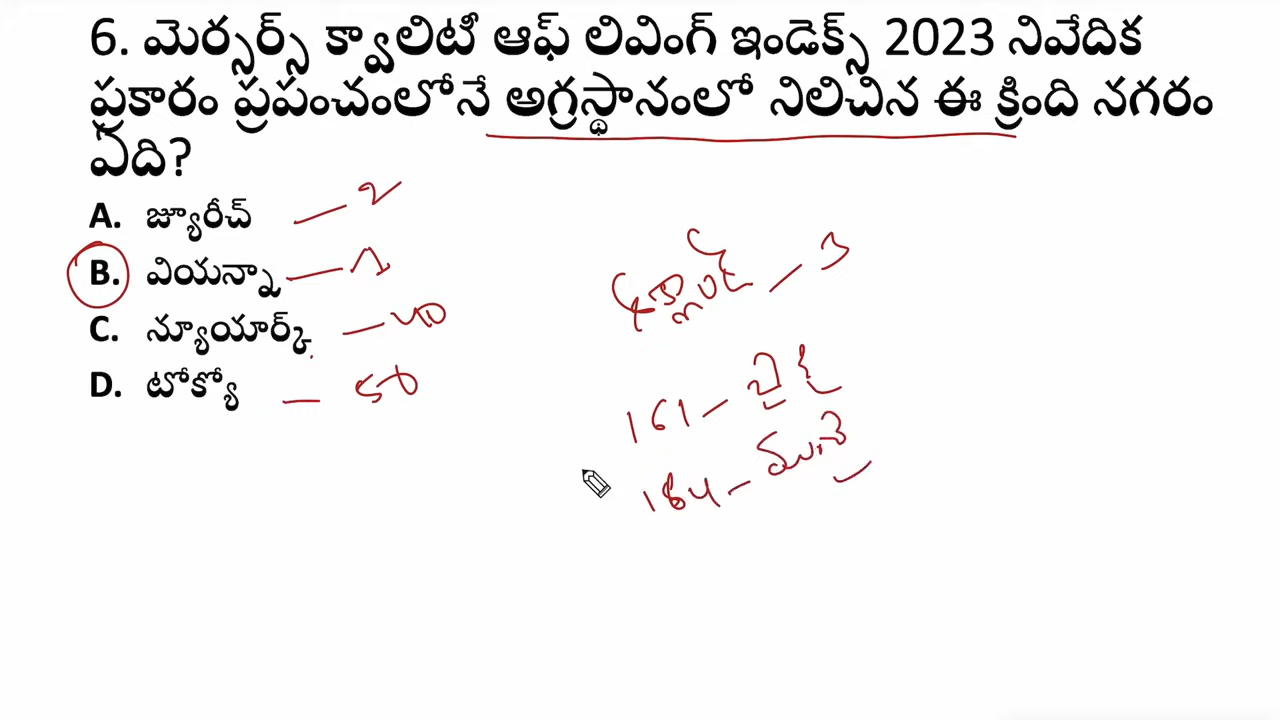 6. మెర్సర్స్ క్వాలిటీ ఆఫ్ లివింగ్ ఇండెక్స్ 2023 నివేదిక
ప్రకారం ప్రపంచంలోనే అగ్రస్థానంలో నిలిచిన ఈ క్రింది నగరం
ఏది?
A. జ్యూరీచ్ — 2
B. వియన్నా — 1
C. న్యూయార్క్ — 40
D. టోక్యో — 50
— 3
161 —
184 —